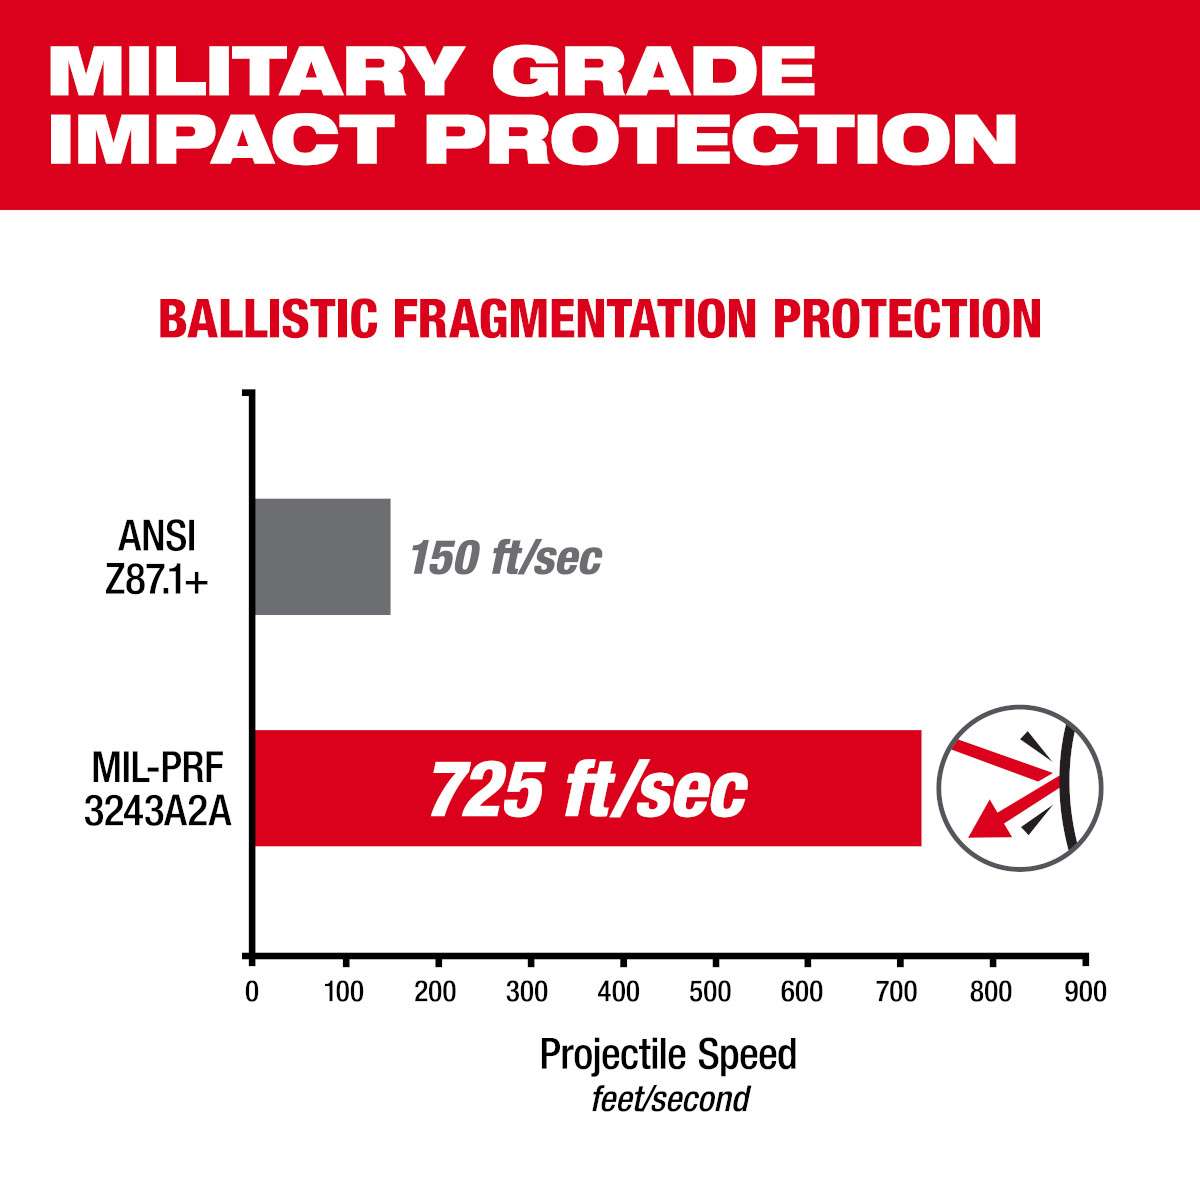 MILITARY GRADE
IMPACT PROTECTION
BALLISTIC FRAGMENTATION PROTECTION
ANSI
Z87.1+
150 ft/sec
MIL-PRF
3243A2A
725 ft/sec
0 100 200 300 400 500 600 700 800 900
Projectile Speed
feet/second